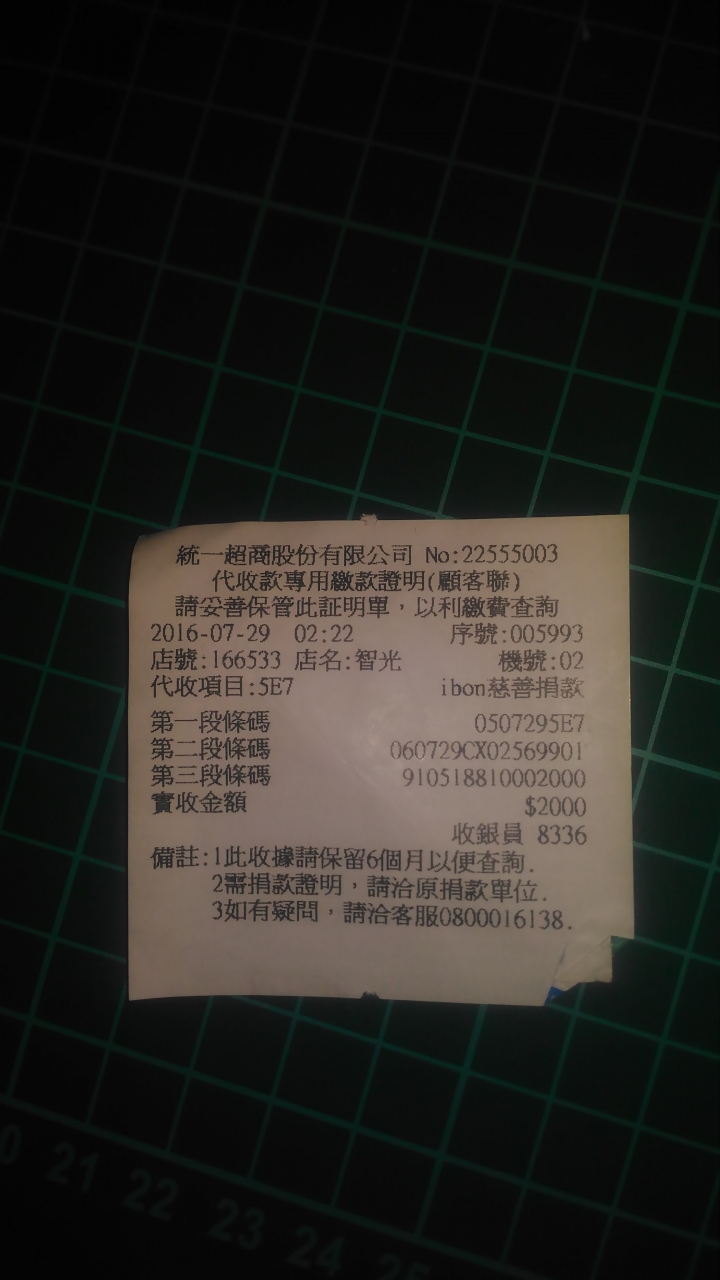 統一超商股份有限公司 No:22555003
代收款專用繳款證明(顧客聯)
請妥善保管此証明單，以利繳費查詢
2016-07-29 02:22 序號:005993
店號:166533 店名:智光 機號:02
代收項目:5E7 ibon慈善捐款
第一段條碼 0507295E7
第二段條碼 060729CX02569901
第三段條碼 910518810002000
實收金額 $2000
收銀員 8336
備註:1此收據請保留6個月以便查詢.
2需捐款證明，請洽原捐款單位.
3如有疑問，請洽客服0800016138.
0 21 22 23 24 25